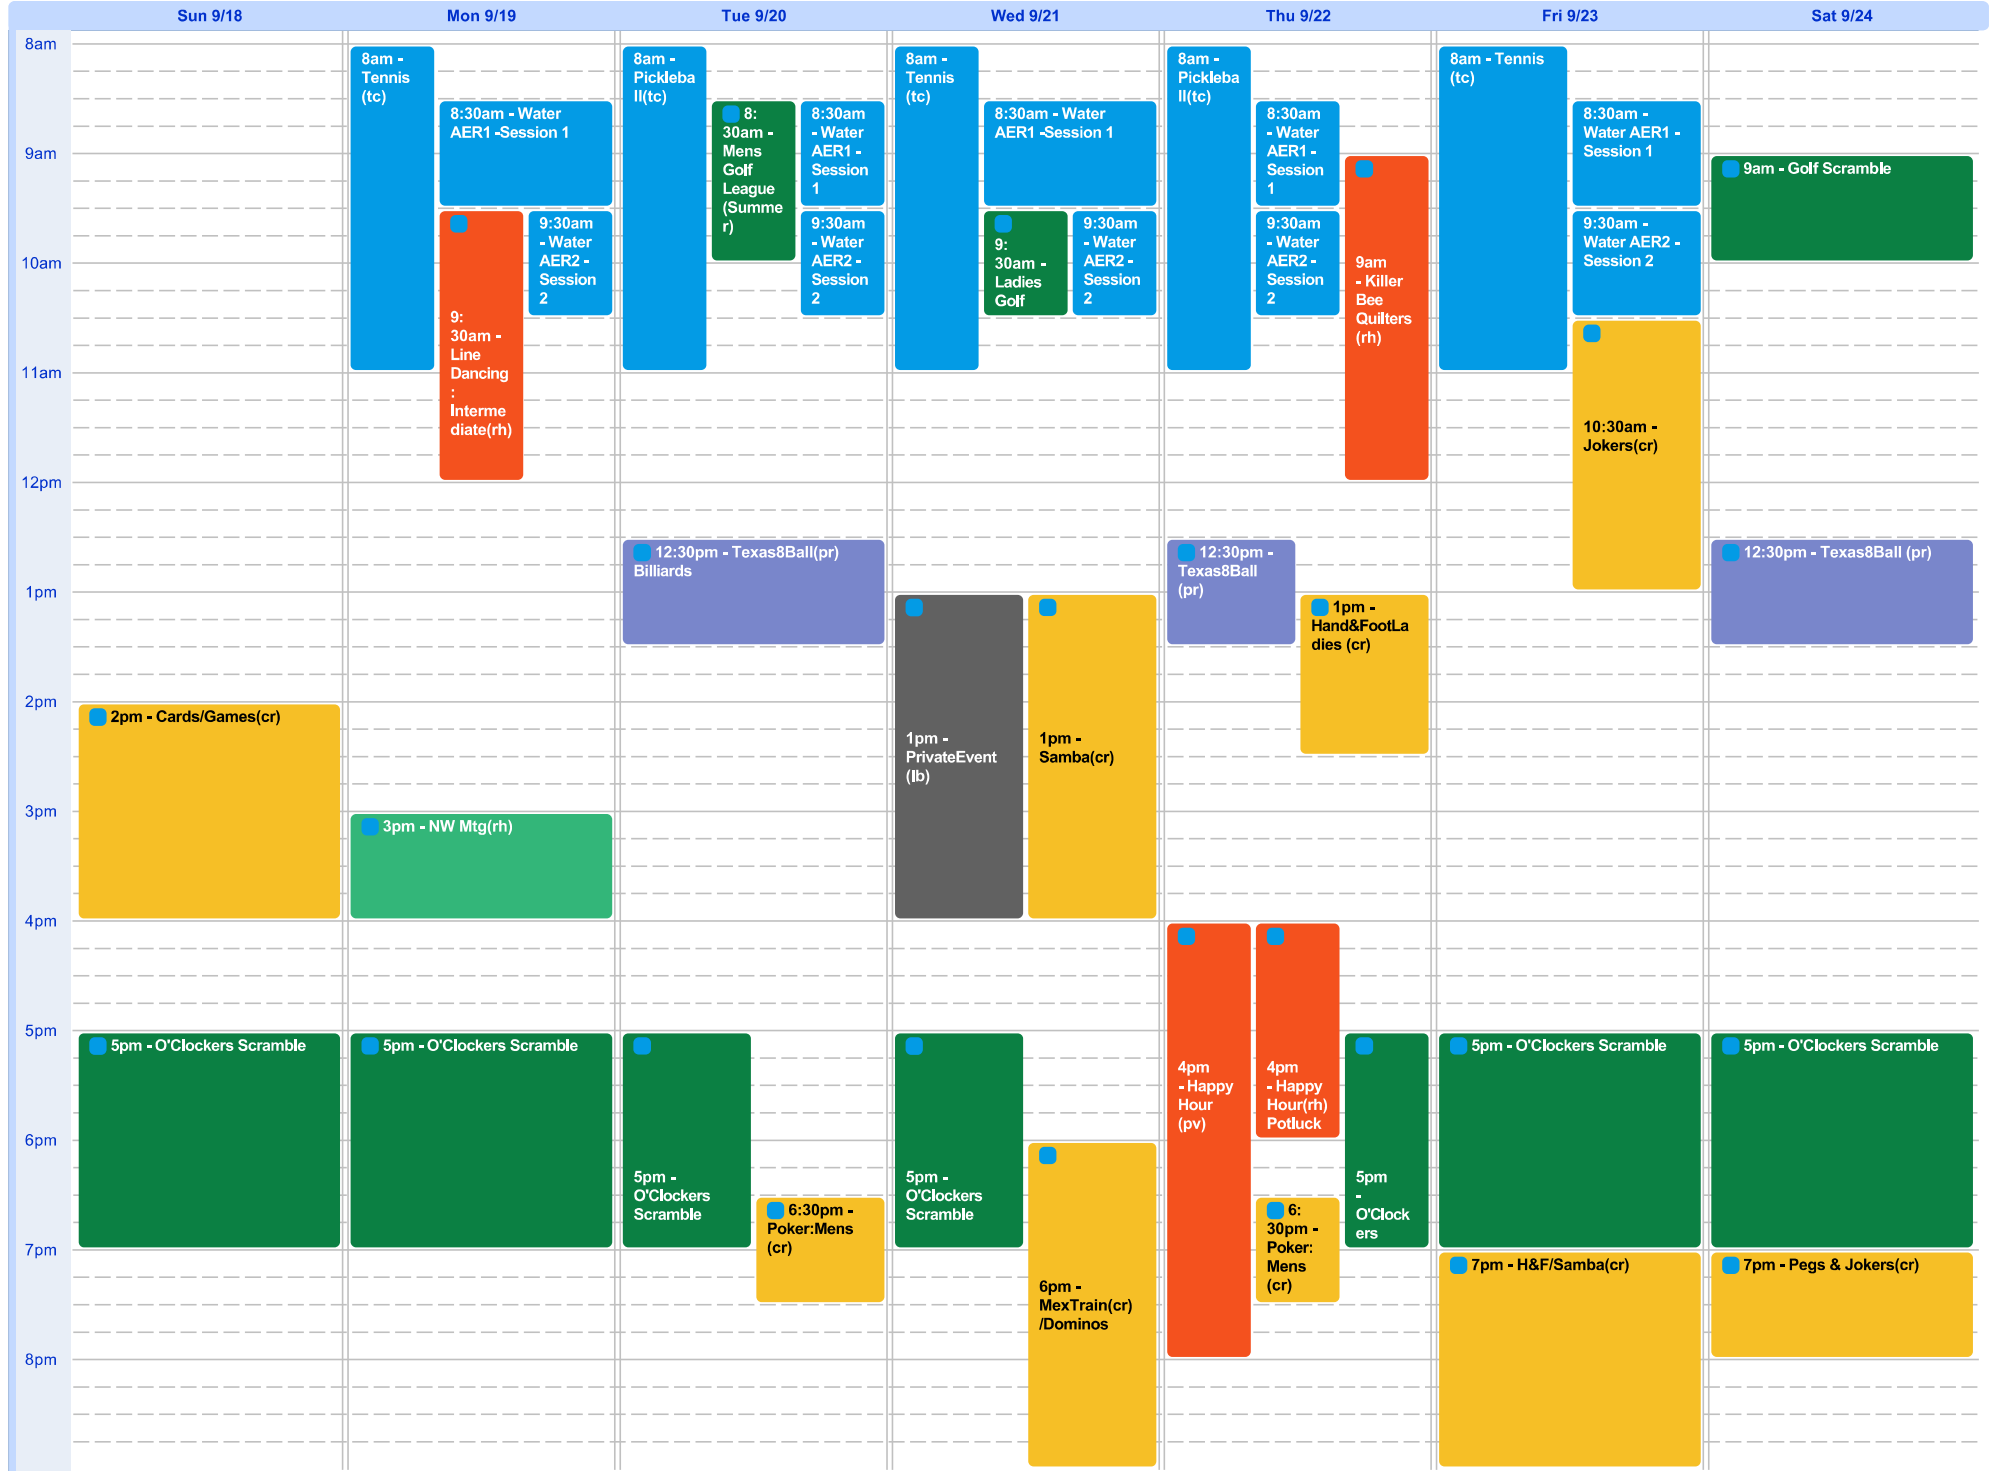 Sun 9/18
Mon 9/19
Tue 9/20
Wed 9/21
Thu 9/22
Fri 9/23
Sat 9/24
8am
9am
10am
11am
12pm
1pm
2pm
3pm
4pm
5pm
6pm
7pm
8pm
2pm - Cards/Games(cr)
5pm - O'Clockers Scramble
8am -
Tennis
(tc)
8:30am - Water
AER1 -Session 1
9:
30am -
Line
Dancing
:
Interme
diate(rh)
9:30am
- Water
AER2 -
Session
2
3pm - NW Mtg(rh)
5pm - O'Clockers Scramble
8am -
Pickleba
ll(tc)
8:
30am -
Mens
Golf
League
(Summe
r)
8:30am
- Water
AER1 -
Session
1
9:30am
- Water
AER2 -
Session
2
12:30pm - Texas8Ball(pr)
Billiards
5pm -
O'Clockers
Scramble
6:30pm -
Poker:Mens
(cr)
8am -
Tennis
(tc)
8:30am - Water
AER1 -Session 1
9:
30am -
Ladies
Golf
9:30am
- Water
AER2 -
Session
2
1pm -
PrivateEvent
(lb)
1pm -
Samba(cr)
5pm -
O'Clockers
Scramble
6pm -
MexTrain(cr)
/Dominos
8am -
Pickleba
ll(tc)
8:30am
- Water
AER1 -
Session
1
9:30am
- Water
AER2 -
Session
2
9am
- Killer
Bee
Quilters
(rh)
12:30pm -
Texas8Ball
(pr)
1pm -
Hand&FootLa
dies (cr)
4pm
- Happy
Hour
(pv)
4pm
- Happy
Hour(rh)
Potluck
5pm
-
O'Clock
ers
6:
30pm -
Poker:
Mens
(cr)
8am - Tennis
(tc)
8:30am -
Water AER1 -
Session 1
9:30am -
Water AER2 -
Session 2
10:30am -
Jokers(cr)
5pm - O'Clockers Scramble
7pm - H&F/Samba(cr)
9am - Golf Scramble
12:30pm - Texas8Ball (pr)
5pm - O'Clockers Scramble
7pm - Pegs & Jokers(cr)